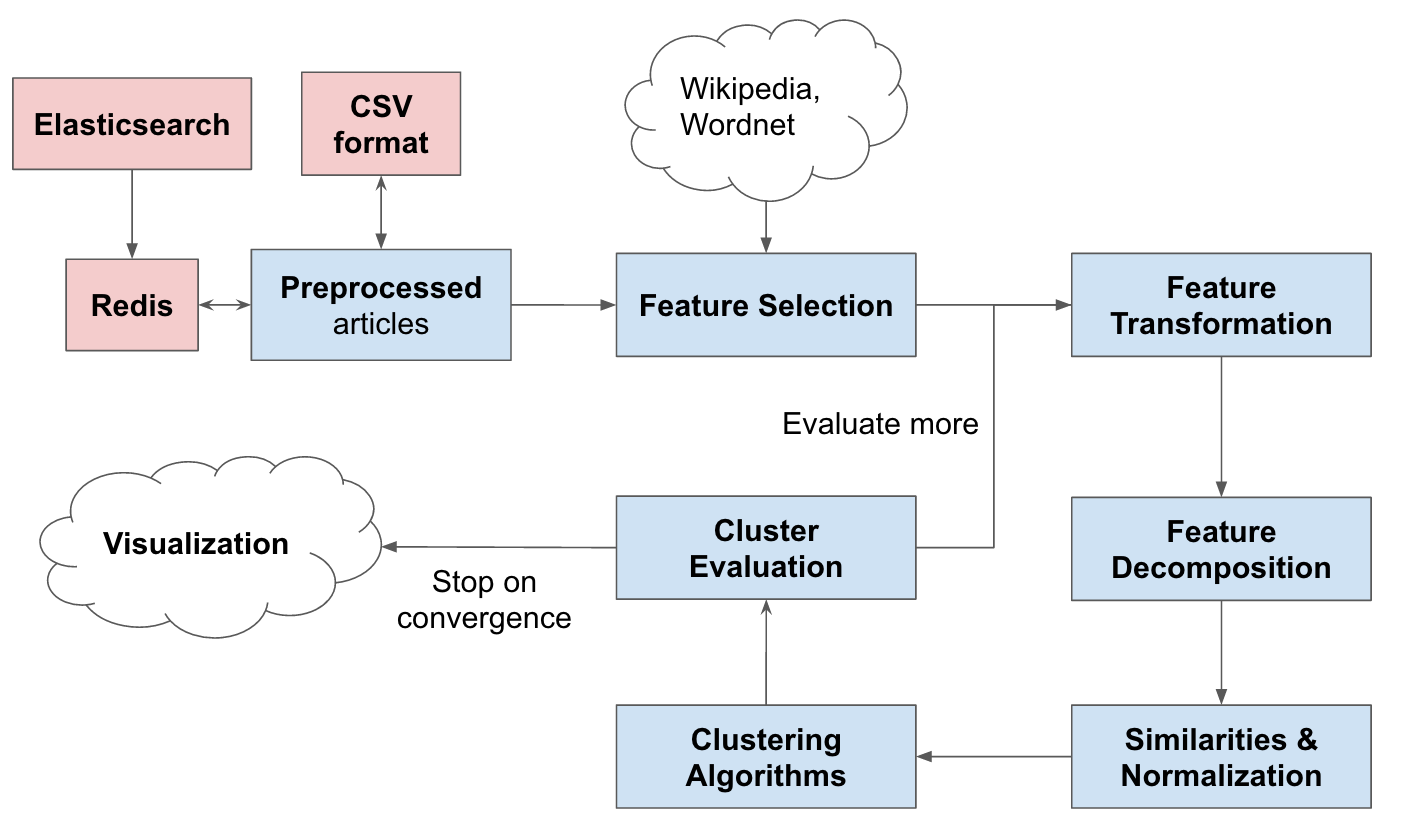 Elasticsearch
CSV
format
Wikipedia,
Wordnet
Redis
Preprocessed
articles
Feature Selection
Feature
Transformation
Evaluate more
Visualization
Stop on
convergence
Cluster
Evaluation
Feature
Decomposition
Clustering
Algorithms
Similarities &
Normalization